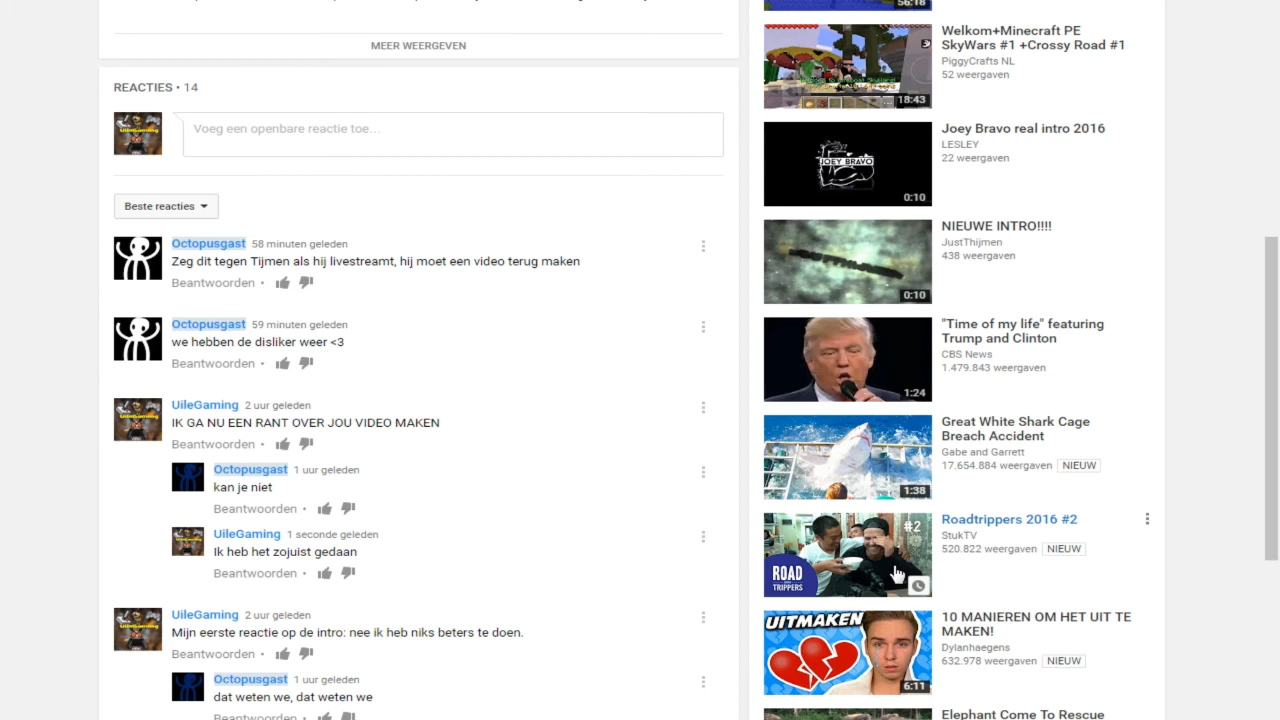 MEER WEERGEVEN
REACTIES
Voeg een openbare reactie toe...
Beste reacties
Octopusgast 58 minuten geleden
Zeg dit tegen Tijmen als hij livestreamt, hij moet een video terug maken
Beantwoorden •
Octopusgast 59 minuten geleden
we hebben de disliker weer <3
Beantwoorden •
UileGaming 2 uur geleden
IK GA NU EEN RANT OVER JOU VIDEO MAKEN
Beantwoorden •
Octopusgast 1 uur geleden
kan je niet
Beantwoorden •
UileGaming 1 seconde geleden
Ik heb het zojuist gedaan
Beantwoorden •
UileGaming 2 uur geleden
Mijn eerste reactie op de intro: nee ik heb niks beters te doen.
Beantwoorden •
Octopusgast 1 uur geleden
dat weten we, dat weten we
Beantwoorden •
56:18
Welkom+Minecraft PE
SkyWars #1 +Crossy Road #1
PiggyCrafts NL
52 weergaven
18:43
Joey Bravo real intro 2016
LESLEY
22 weergaven
JOEY BRAVO
0:10
NIEUWE INTRO!!!!
JustThijmen
438 weergaven
0:10
"Time of my life" featuring
Trump and Clinton
CBS News
1.479.843 weergaven
1:24
Great White Shark Cage
Breach Accident
Gabe and Garrett
17.654.884 weergaven NIEUW
1:38
Roadtrippers 2016 #2
StukTV
520.822 weergaven NIEUW
#2
ROAD
TRIPPERS
10 MANIEREN OM HET UIT TE
MAKEN!
Dylanhaegens
632.978 weergaven NIEUW
UITMAKEN
6:11
Elephant Come To Rescue